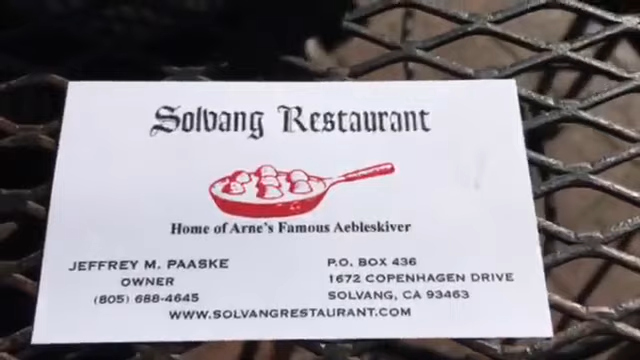 Solvang Restaurant
Home of Arne's Famous Aebleskiver
JEFFREY M. PAASKE
OWNER
(805) 688-4645
P.O. BOX 436
1672 COPENHAGEN DRIVE
SOLVANG, CA 93463
WWW.SOLVANGRESTAURANT.COM